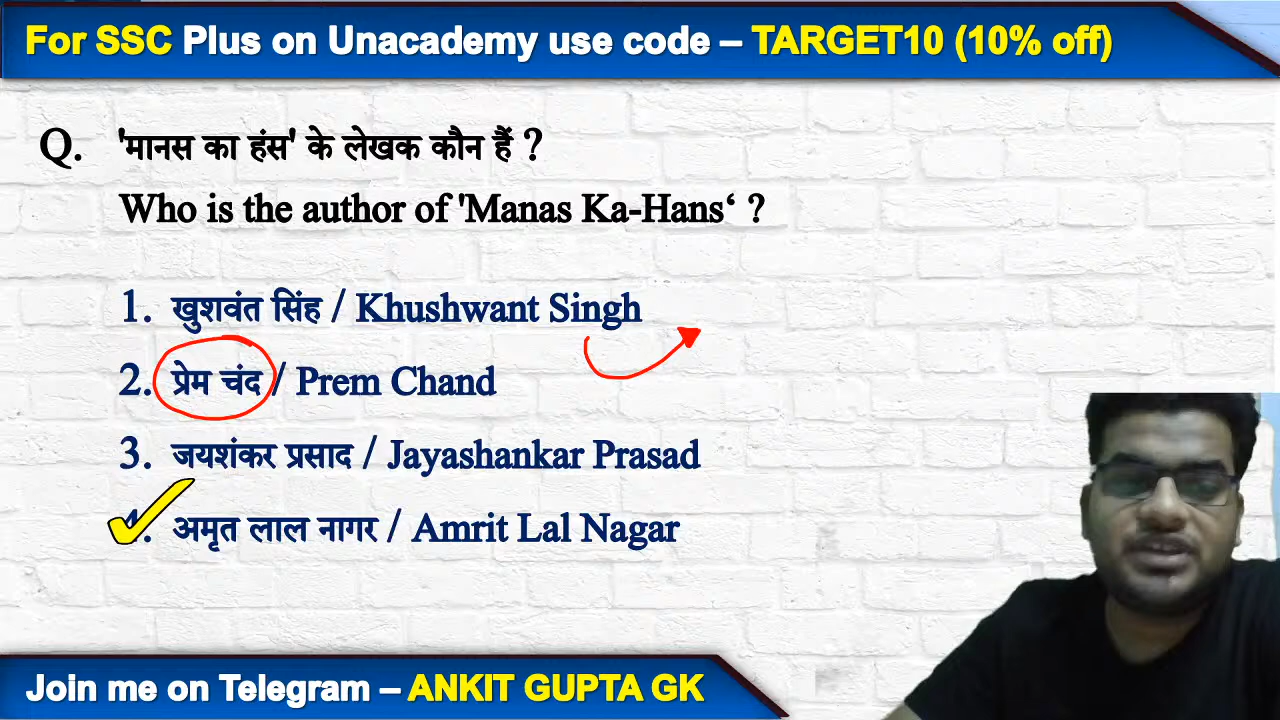 For SSC Plus on Unacademy use code – TARGET10 (10% off)
Q. 'मानस का हंस' के लेखक कौन हैं ?
Who is the author of 'Manas Ka-Hans‘ ?
1. खुशवंत सिंह / Khushwant Singh
2. प्रेम चंद / Prem Chand
3. जयशंकर प्रसाद / Jayashankar Prasad
4. अमृत लाल नागर / Amrit Lal Nagar
Join me on Telegram – ANKIT GUPTA GK